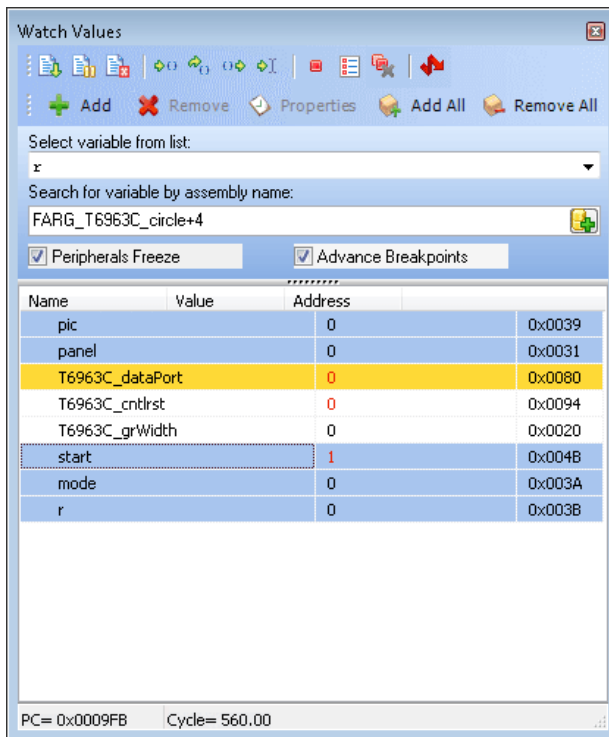 Watch Values
Add Remove Properties Add All Remove All
Select variable from list:
r
Search for variable by assembly name:
FARG_T6963C_circle+4
Peripherals Freeze Advance Breakpoints
Name Value Address
pic 0 0x0039
panel 0 0x0031
T6963C_dataPort 0 0x0080
T6963C_cntlrst 0 0x0094
T6963C_grWidth 0 0x0020
start 1 0x004B
mode 0 0x003A
r 0 0x003B
PC= 0x0009FB Cycle= 560.00